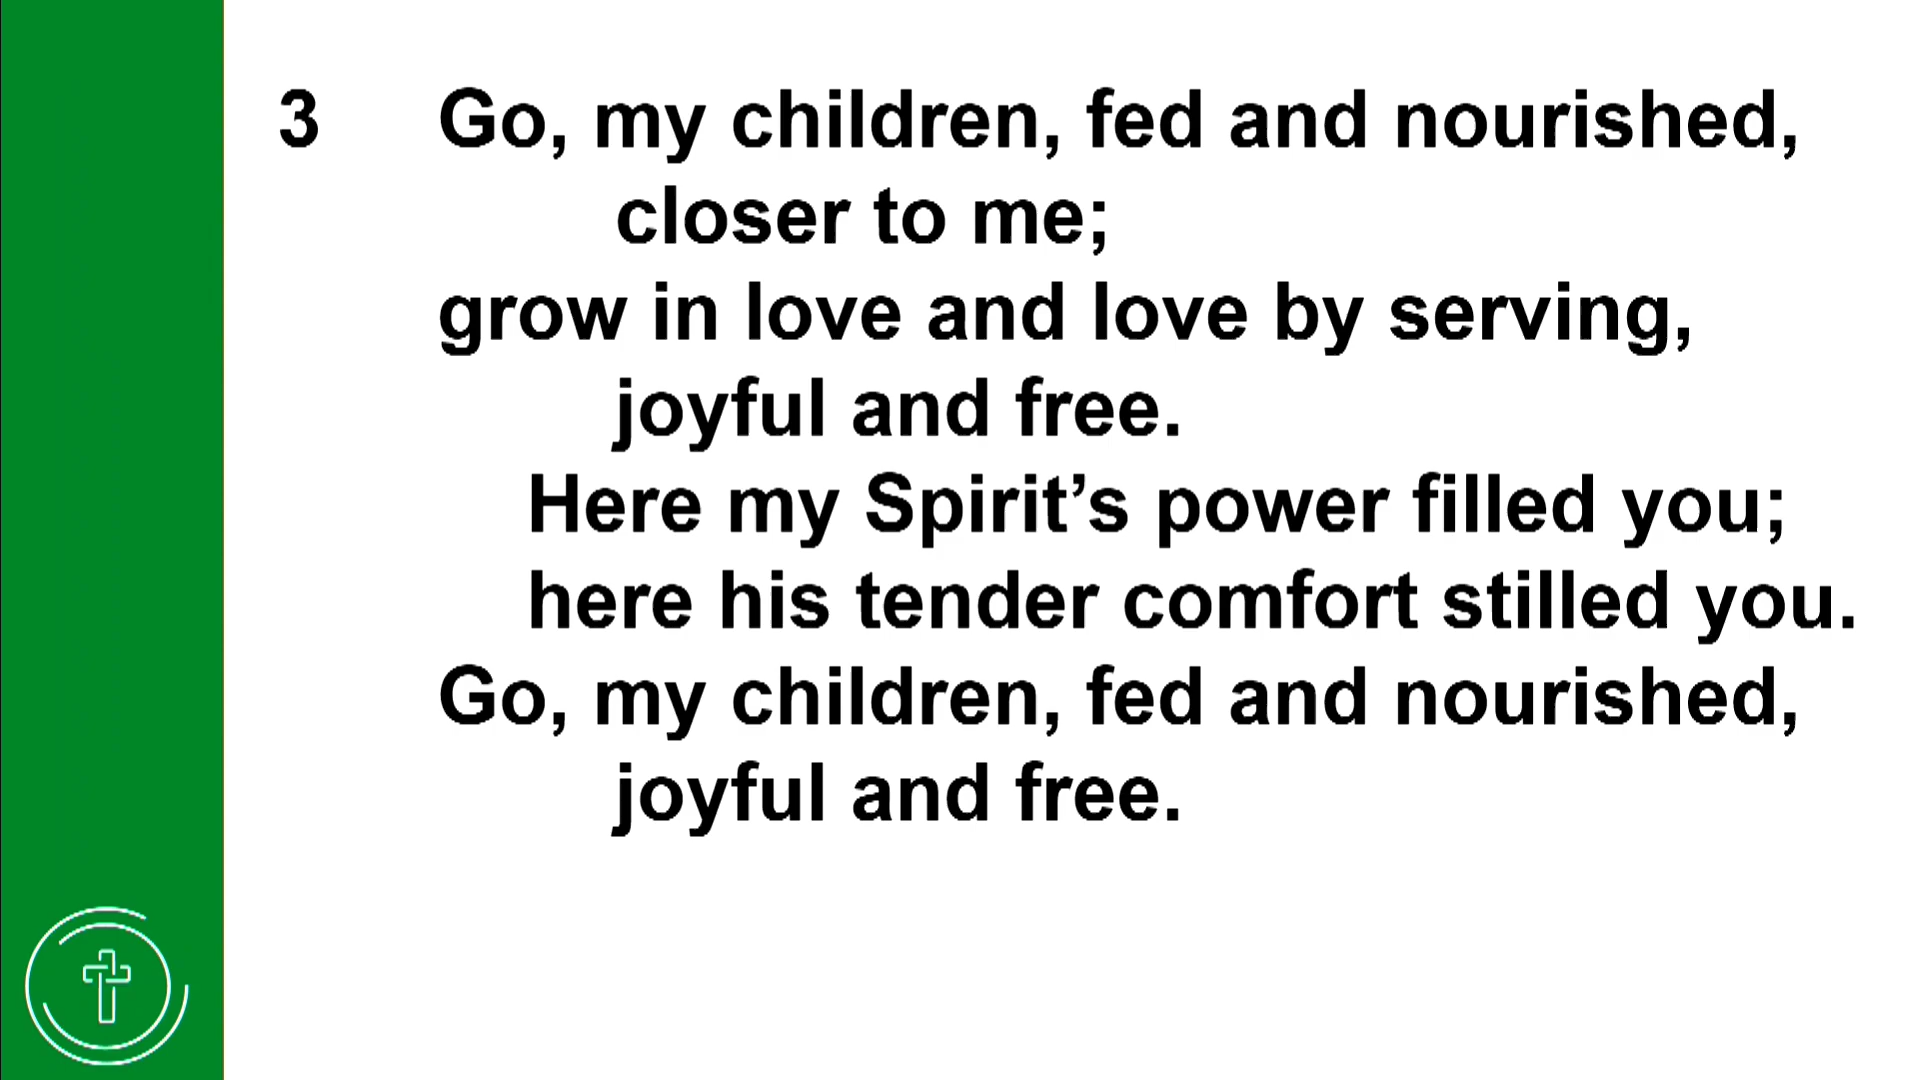 3 Go, my children, fed and nourished,
closer to me;
grow in love and love by serving,
joyful and free.
Here my Spirit’s power filled you;
here his tender comfort stilled you.
Go, my children, fed and nourished,
joyful and free.